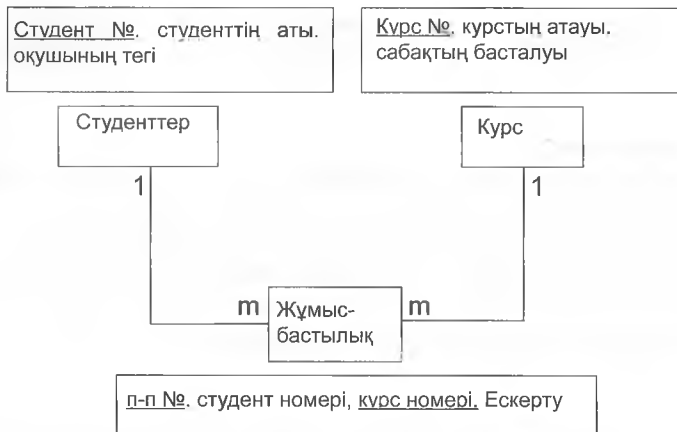 Студент №. студенттің аты.
оқушының тегі
Курс №. курстың атауы.
сабақтың басталуы
Студенттер
Курс
1
1
m
Жұмыс-
бастылық
m
п-п №. студент номері, курс номері. Ескерту